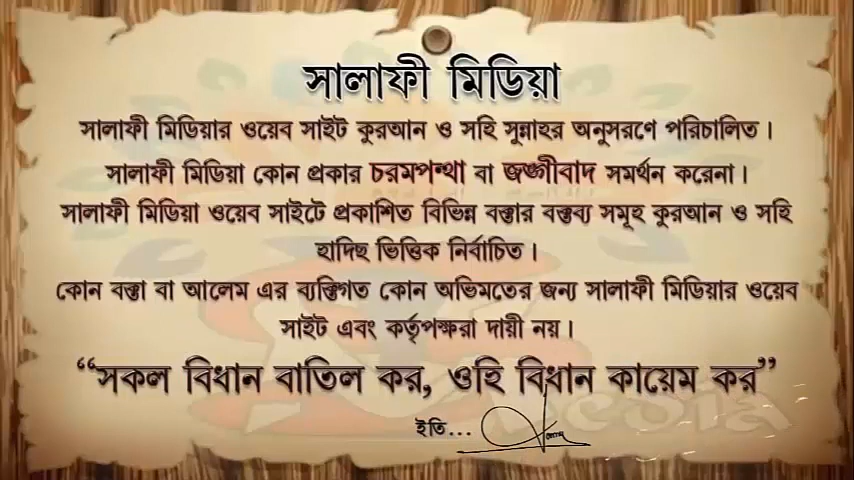 সালাফী মিডিয়া
সালাফী মিডিয়ার ওয়েব সাইট কুরআন ও সহি সুন্নাহর অনুসরণে পরিচালিত।
সালাফী মিডিয়া কোন প্রকার চরমপন্থা বা জঙ্গীবাদ সমর্থন করেনা।
সালাফী মিডিয়া ওয়েব সাইটে প্রকাশিত বিভিন্ন বক্তার বক্তব্য সমূহ কুরআন ও সহি
হাদিছ ভিত্তিক নির্বাচিত।
কোন বক্তা বা আলেম এর ব্যক্তিগত কোন অভিমতের জন্য সালাফী মিডিয়ার ওয়েব
সাইট এবং কর্তৃপক্ষরা দায়ী নয়।
“সকল বিধান বাতিল কর, ওহি বিধান কায়েম কর”
ইতি...